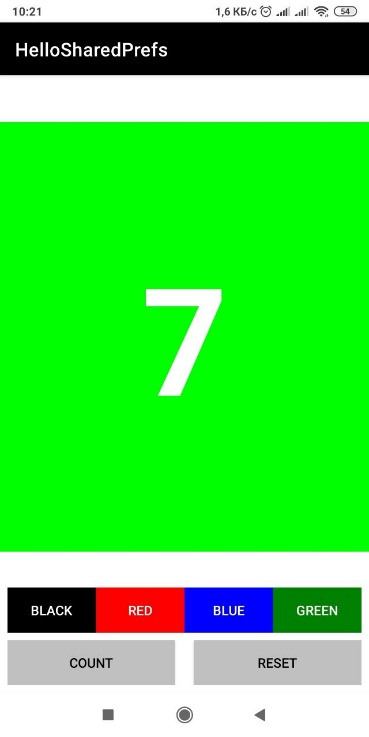 10:21 1,6 КБ/с 54
HelloSharedPrefs
7
BLACK RED BLUE GREEN
COUNT RESET